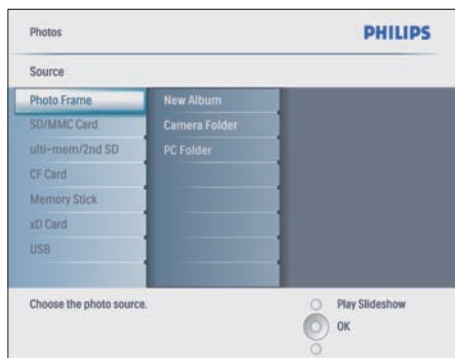 Photos
PHILIPS
Source
Photo Frame
New Album
SD/MMC Card
Camera Folder
ulti-mem/2nd SD
PC Folder
CF Card
Memory Stick
xD Card
USB
Choose the photo source.
Play Slideshow
OK